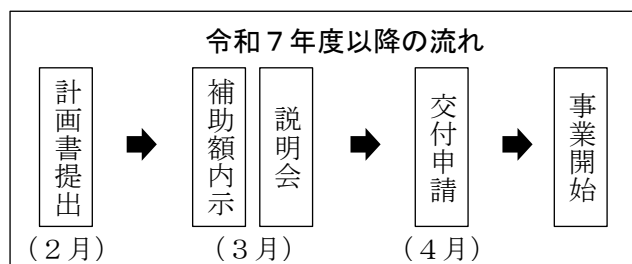 令和７年度以降の流れ
計画書提出
補助額内示
説明会
交付申請
事業開始
（２月）
（３月）
（４月）